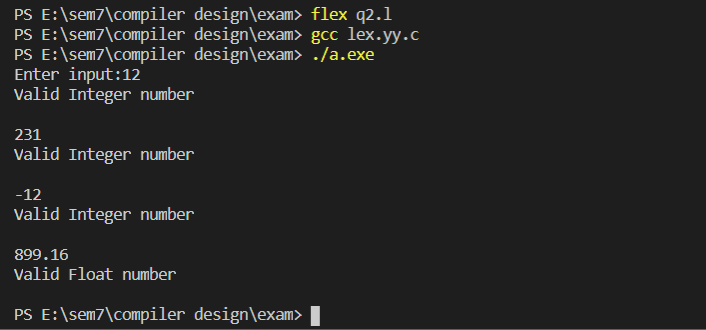 PS E:\sem7\compiler design\exam> flex q2.l
PS E:\sem7\compiler design\exam> gcc lex.yy.c
PS E:\sem7\compiler design\exam> ./a.exe
Enter input:12
Valid Integer number
231
Valid Integer number
-12
Valid Integer number
899.16
Valid Float number
PS E:\sem7\compiler design\exam>